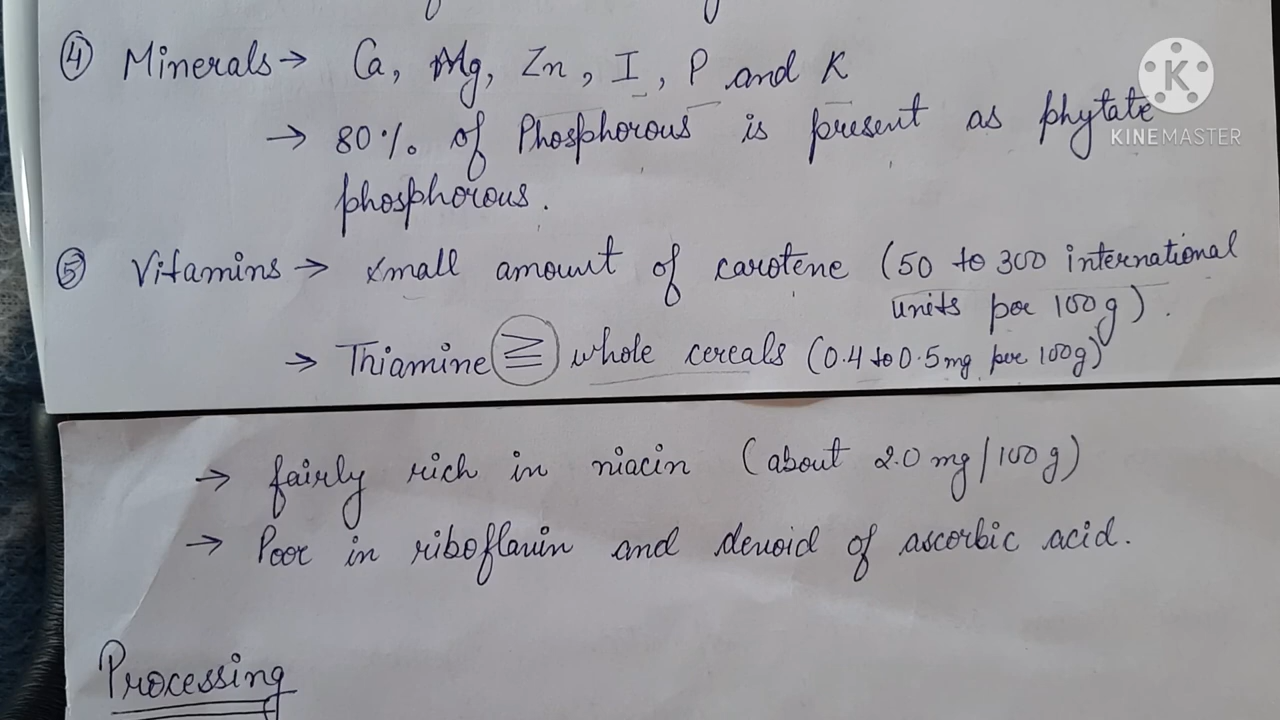 ④ Minerals → Ca, Mg, Zn, I, P and K
→ 80% of Phosphorous is present as phytate
phosphorous.
⑤ Vitamins → small amount of carotene (50 to 300 international
units per 100g).
→ Thiamine ≧ whole cereals (0.4 to 0.5mg per 100g)
→ fairly rich in niacin (about 2.0 mg/100g)
→ Poor in riboflavin and devoid of ascorbic acid.
Processing
K
KINEMASTER